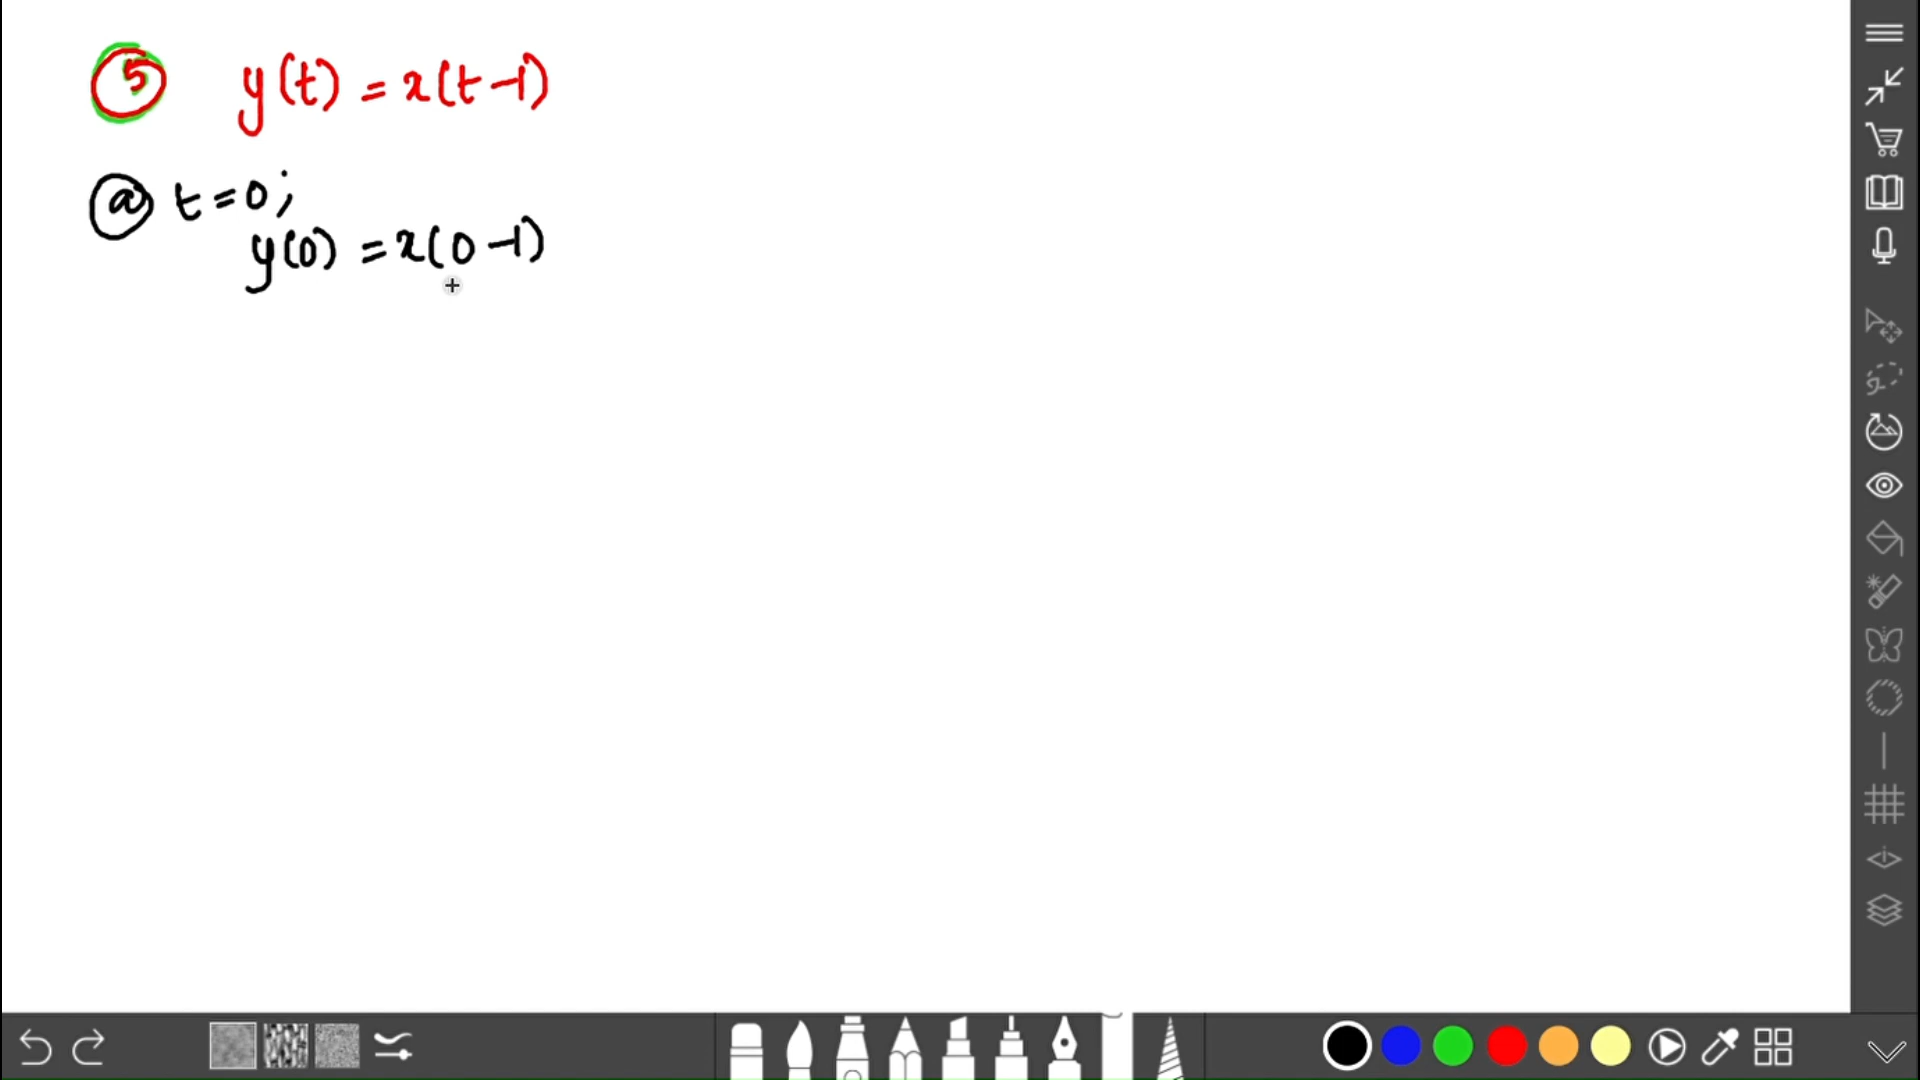 5 y(t) = x(t-1)
@ t=0;
y(0) = x(0-1)